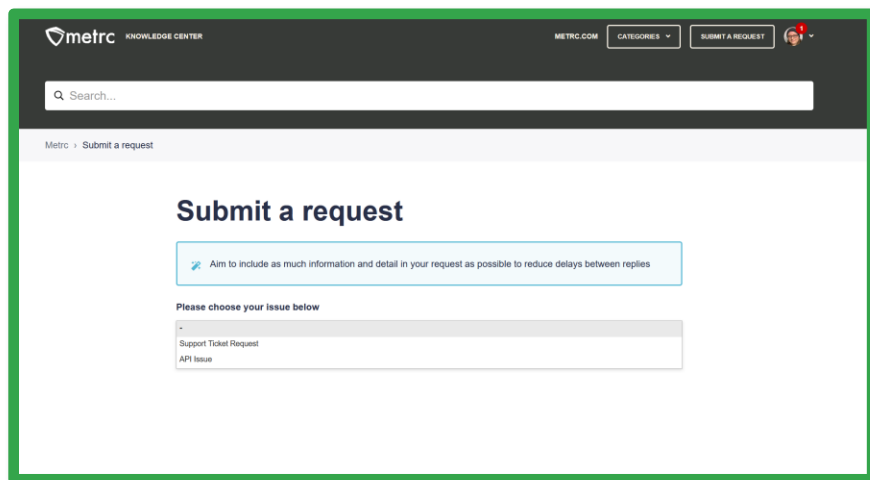 metrc KNOWLEDGE CENTER METRC.COM CATEGORIES SUBMIT A REQUEST 1
Search...
Metrc › Submit a request
Submit a request
Aim to include as much information and detail in your request as possible to reduce delays between replies
Please choose your issue below
-
Support Ticket Request
API Issue